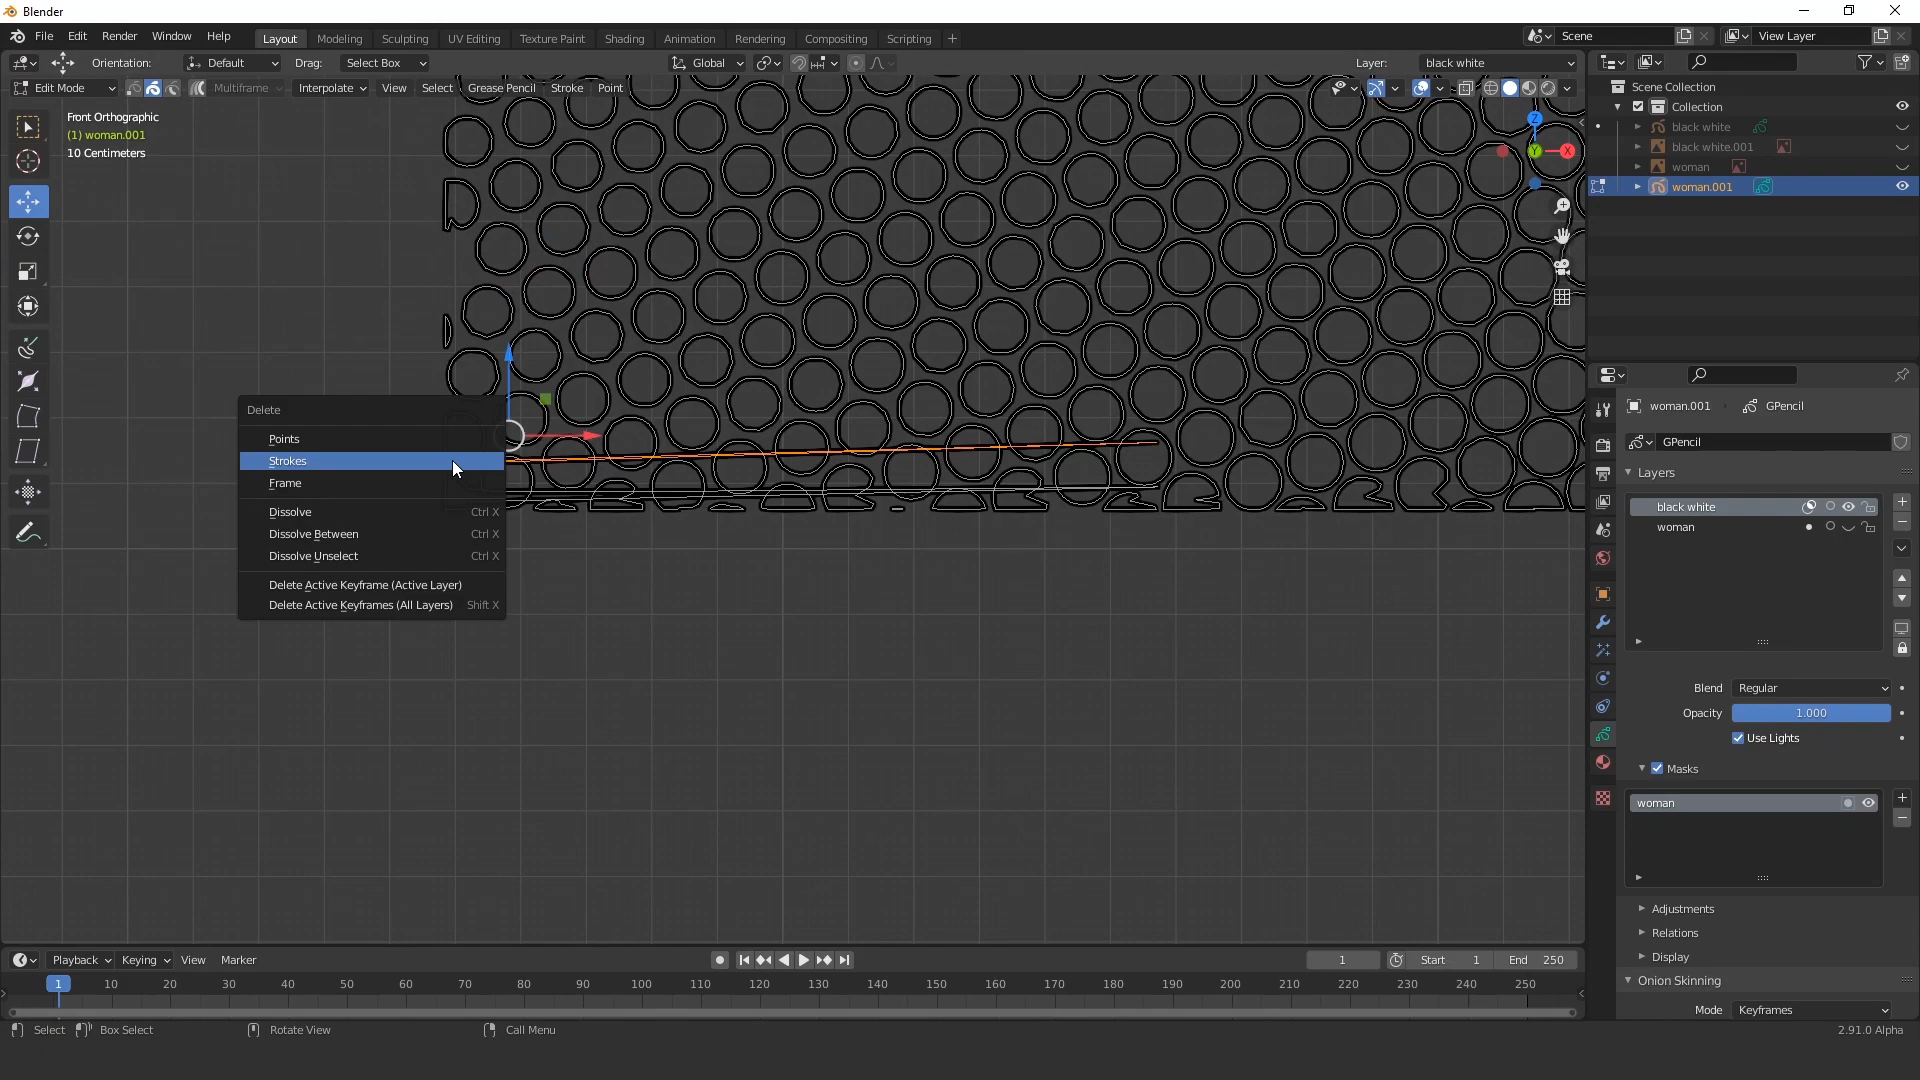 Blender
File Edit Render Window Help
Layout Modeling Sculpting UV Editing Texture Paint Shading Animation Rendering Compositing Scripting +
Scene
View Layer
Orientation: Default Drag: Select Box Global Layer: black white
Edit Mode Multiframe Interpolate View Select Grease Pencil Stroke Point
Front Orthographic
(1) woman.001
10 Centimeters
Z
Y
X
Scene Collection
Collection
black white
black white.001
woman
woman.001
Delete
Points
Strokes
Frame
Dissolve Ctrl X
Dissolve Between Ctrl X
Dissolve Unselect Ctrl X
Delete Active Keyframe (Active Layer)
Delete Active Keyframes (All Layers) Shift X
woman.001 GPencil
GPencil
Layers
black white
woman
Blend Regular
Opacity 1.000
Use Lights
Masks
woman
Adjustments
Relations
Display
Onion Skinning
Mode Keyframes
Playback Keying View Marker
1 Start 1 End 250
1 10 20 30 40 50 60 70 80 90 100 110 120 130 140 150 160 170 180 190 200 210 220 230 240 250
Select Box Select Rotate View Call Menu 2.91.0 Alpha